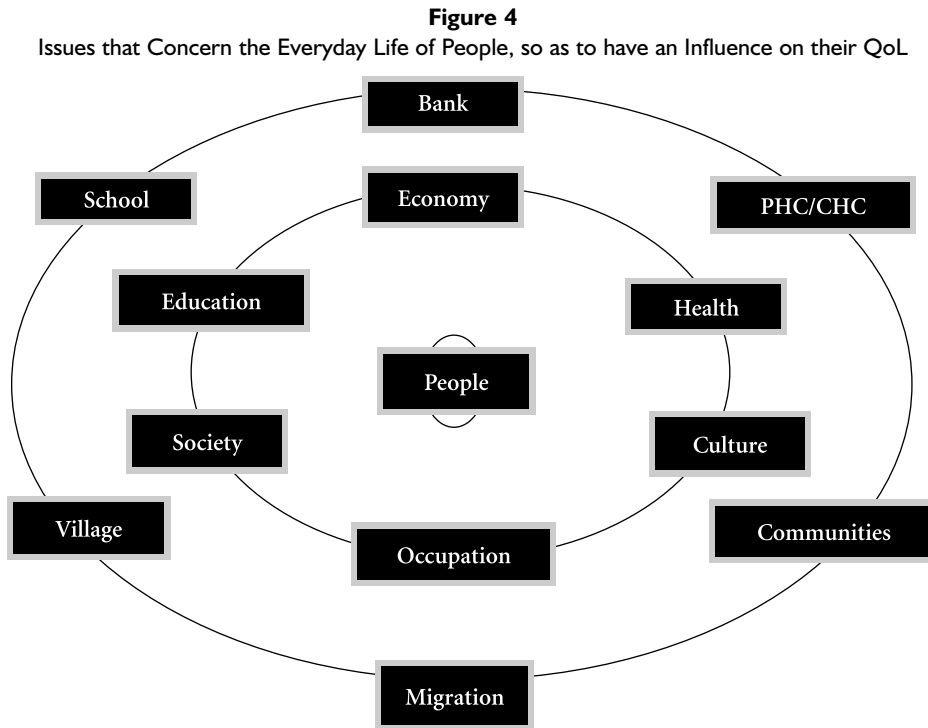 Figure 4
Issues that Concern the Everyday Life of People, so as to have an Influence on their QoL
Bank
School
PHC/CHC
Economy
Education
Health
People
Society
Culture
Village
Communities
Occupation
Migration